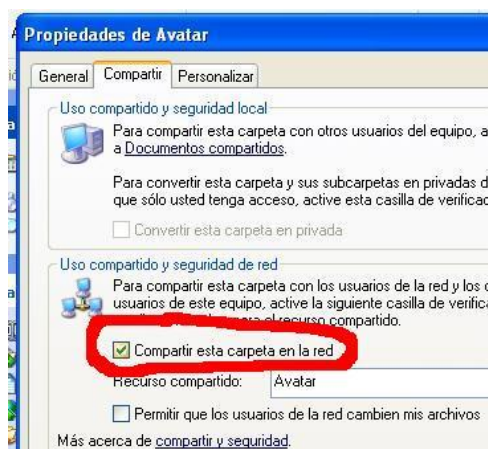 Propiedades de Avatar
General Compartir Personalizar
Uso compartido y seguridad local
Para compartir esta carpeta con otros usuarios del equipo, a
a Documentos compartidos.
Para convertir esta carpeta y sus subcarpetas en privadas d
que sólo usted tenga acceso, active esta casilla de verificac
Convertir esta carpeta en privada
Uso compartido y seguridad de red
Para compartir esta carpeta con los usuarios de la red y los
usuarios de este equipo, active la siguiente casilla de verifica
el recurso compartido.
Compartir esta carpeta en la red
Recurso compartido: Avatar
Permitir que los usuarios de la red cambien mis archivos
Más acerca de compartir y seguridad.